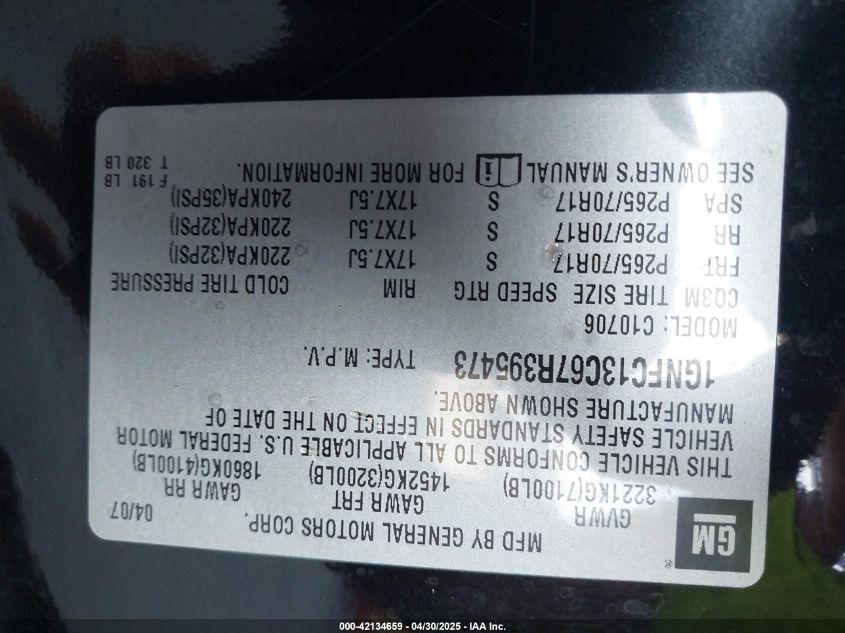 GM
®
MFD BY GENERAL MOTORS CORP.
04/07
GVWR GAWR FRT GAWR RR
3221KG(7100LB) 1452KG(3200LB) 1860KG(4100LB)
THIS VEHICLE CONFORMS TO ALL APPLICABLE U.S. FEDERAL MOTOR
VEHICLE SAFETY STANDARDS IN EFFECT ON THE DATE OF
MANUFACTURE SHOWN ABOVE.
1GNFC13C67R395473 TYPE: M.P.V.
MODEL: C10706
CQ3M TIRE SIZE SPEED RTG RIM COLD TIRE PRESSURE
FRT P265/70R17 S 17X7.5J 220KPA(32PSI)
RR P265/70R17 S 17X7.5J 220KPA(32PSI)
SPA P265/70R17 S 17X7.5J 240KPA(35PSI)
SEE OWNER'S MANUAL i FOR MORE INFORMATION.
F 191 LB
T 320 LB
000-42134659 - 04/30/2025 - IAA Inc.